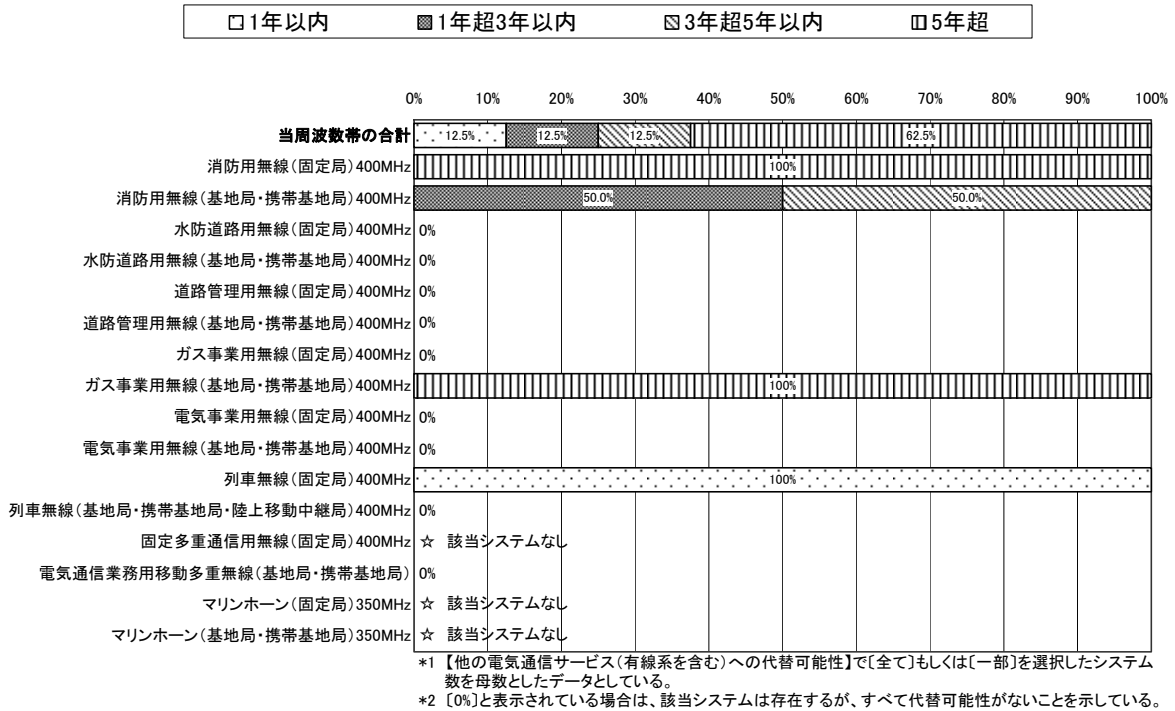 1年以内 1年超3年以内 3年超5年以内 5年超
0% 10% 20% 30% 40% 50% 60% 70% 80% 90% 100%
当周波数帯の合計 12.5% 12.5% 12.5% 62.5%
消防用無線(固定局)400MHz 100%
消防用無線(基地局・携帯基地局)400MHz 50.0% 50.0%
水防道路用無線(固定局)400MHz 0%
水防道路用無線(基地局・携帯基地局)400MHz 0%
道路管理用無線(固定局)400MHz 0%
道路管理用無線(基地局・携帯基地局)400MHz 0%
ガス事業用無線(固定局)400MHz 0%
ガス事業用無線(基地局・携帯基地局)400MHz 100%
電気事業用無線(固定局)400MHz 0%
電気事業用無線(基地局・携帯基地局)400MHz 0%
列車無線(固定局)400MHz 100%
列車無線(基地局・携帯基地局・陸上移動中継局)400MHz 0%
固定多重通信用無線(固定局)400MHz ☆ 該当システムなし
電気通信業務用移動多重無線(基地局・携帯基地局) 0%
マリンホーン(固定局)350MHz ☆ 該当システムなし
マリンホーン(基地局・携帯基地局)350MHz ☆ 該当システムなし
*1 【他の電気通信サービス(有線系を含む)への代替可能性】で〔全て〕もしくは〔一部〕を選択したシステム
数を母数としたデータとしている。
*2 〔0%〕と表示されている場合は、該当システムは存在するが、すべて代替可能性がないことを示している。